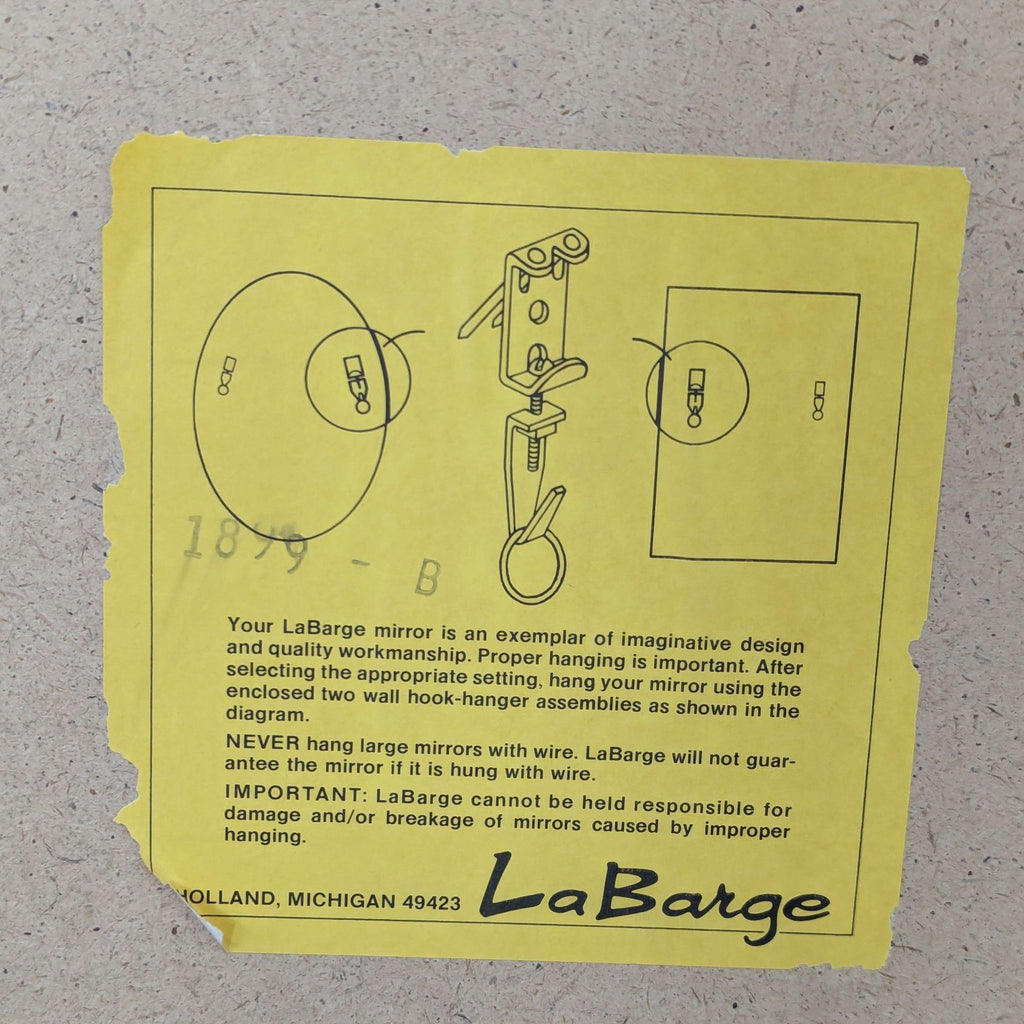 1899 - B
Your LaBarge mirror is an exemplar of imaginative design
and quality workmanship. Proper hanging is important. After
selecting the appropriate setting, hang your mirror using the
enclosed two wall hook-hanger assemblies as shown in the
diagram.
NEVER hang large mirrors with wire. LaBarge will not guar-
antee the mirror if it is hung with wire.
IMPORTANT: LaBarge cannot be held responsible for
damage and/or breakage of mirrors caused by improper
hanging.
HOLLAND, MICHIGAN 49423
LaBarge